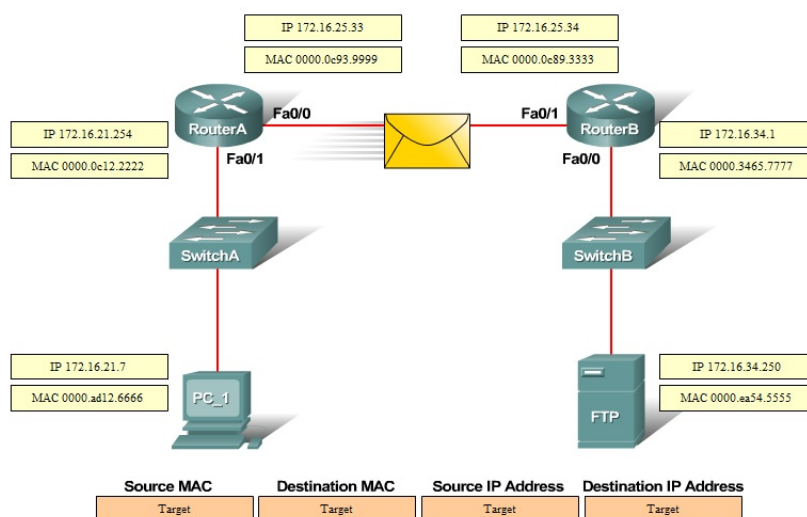 IP 172.16.25.33
MAC 0000.0c93.9999
IP 172.16.25.34
MAC 0000.0c89.3333
Fa0/0
RouterA
Fa0/1
Fa0/1
RouterB
Fa0/0
IP 172.16.21.254
MAC 0000.0c12.2222
IP 172.16.34.1
MAC 0000.3465.7777
SwitchA
SwitchB
IP 172.16.21.7
MAC 0000.ad12.6666
PC_1
IP 172.16.34.250
MAC 0000.ea54.5555
FTP
Source MAC Destination MAC Source IP Address Destination IP Address
Target Target Target Target